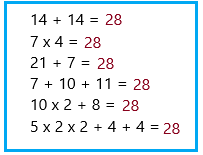 14 + 14 = 28
7 x 4 = 28
21 + 7 = 28
7 + 10 + 11 = 28
10 x 2 + 8 = 28
5 x 2 x 2 + 4 + 4 = 28